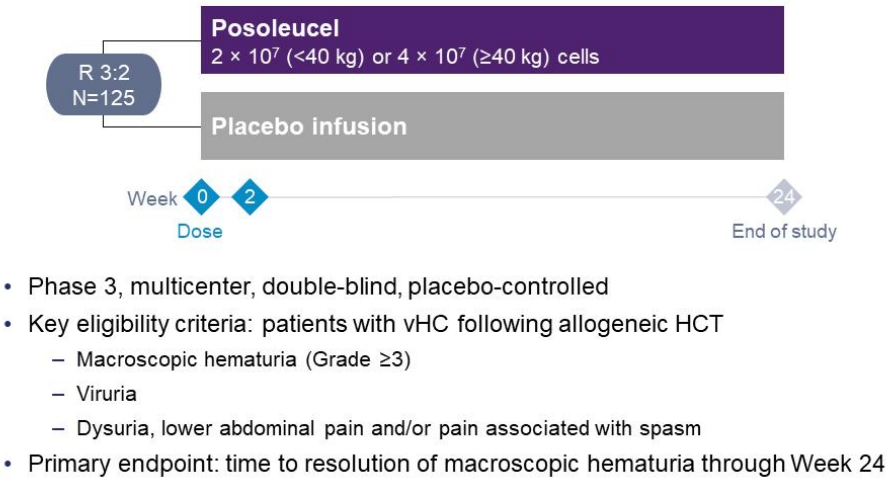 Posoleucel
2 × 10⁷ (<40 kg) or 4 × 10⁷ (≥40 kg) cells
R 3:2
N=125
Placebo infusion
Week 0 2 24
Dose End of study
• Phase 3, multicenter, double-blind, placebo-controlled
• Key eligibility criteria: patients with vHC following allogeneic HCT
– Macroscopic hematuria (Grade ≥3)
– Viruria
– Dysuria, lower abdominal pain and/or pain associated with spasm
• Primary endpoint: time to resolution of macroscopic hematuria through Week 24